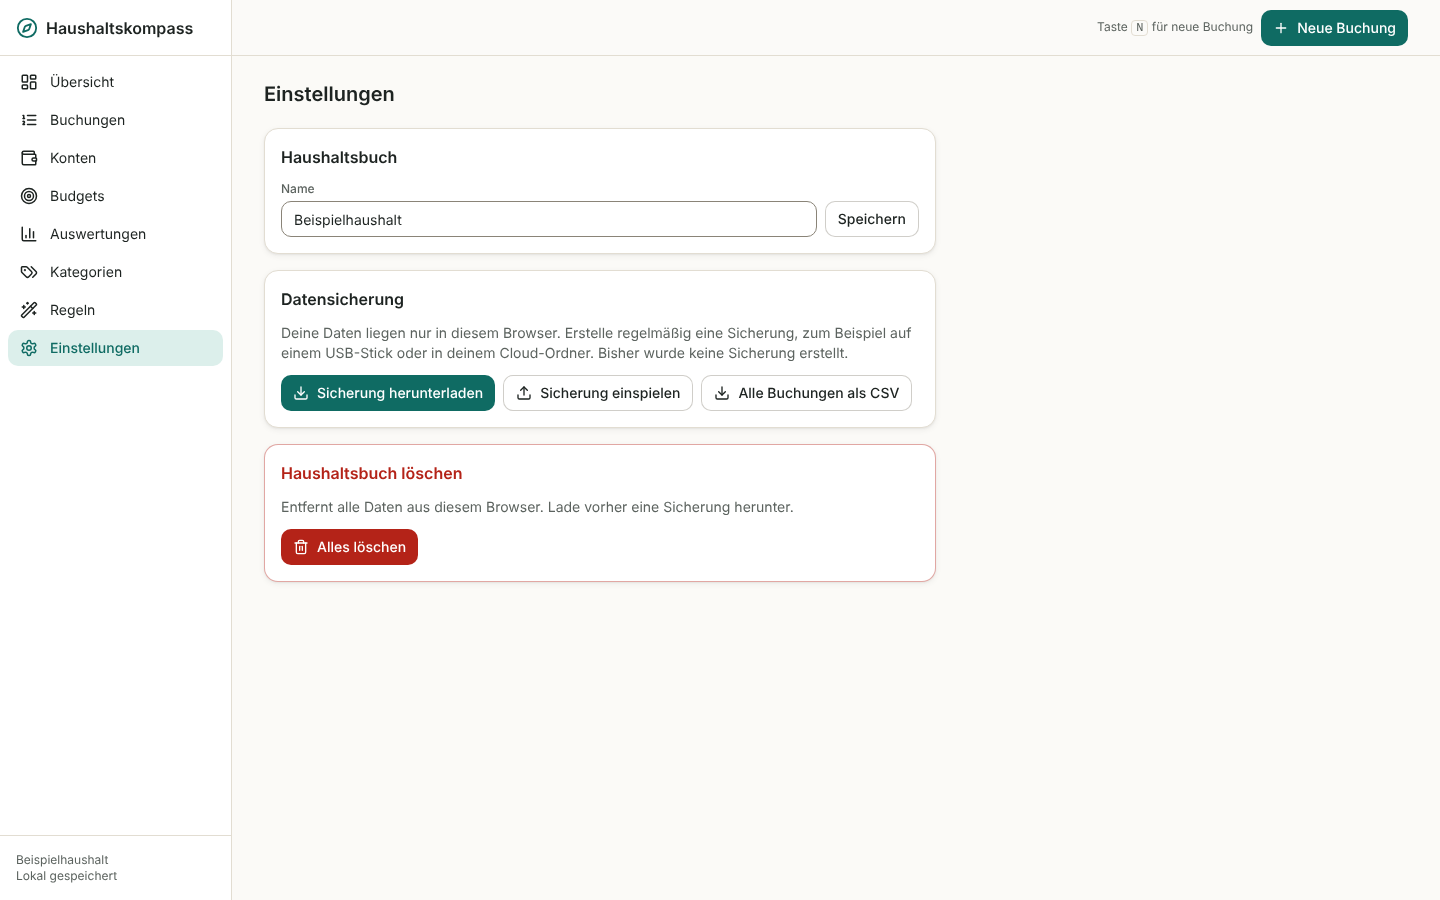 Haushaltskompass
Taste N für neue Buchung
Neue Buchung
Übersicht
Buchungen
Konten
Budgets
Auswertungen
Kategorien
Regeln
Einstellungen
Einstellungen
Haushaltsbuch
Name
Beispielhaushalt
Speichern
Datensicherung
Deine Daten liegen nur in diesem Browser. Erstelle regelmäßig eine Sicherung, zum Beispiel auf
einem USB-Stick oder in deinem Cloud-Ordner. Bisher wurde keine Sicherung erstellt.
Sicherung herunterladen
Sicherung einspielen
Alle Buchungen als CSV
Haushaltsbuch löschen
Entfernt alle Daten aus diesem Browser. Lade vorher eine Sicherung herunter.
Alles löschen
Beispielhaushalt
Lokal gespeichert